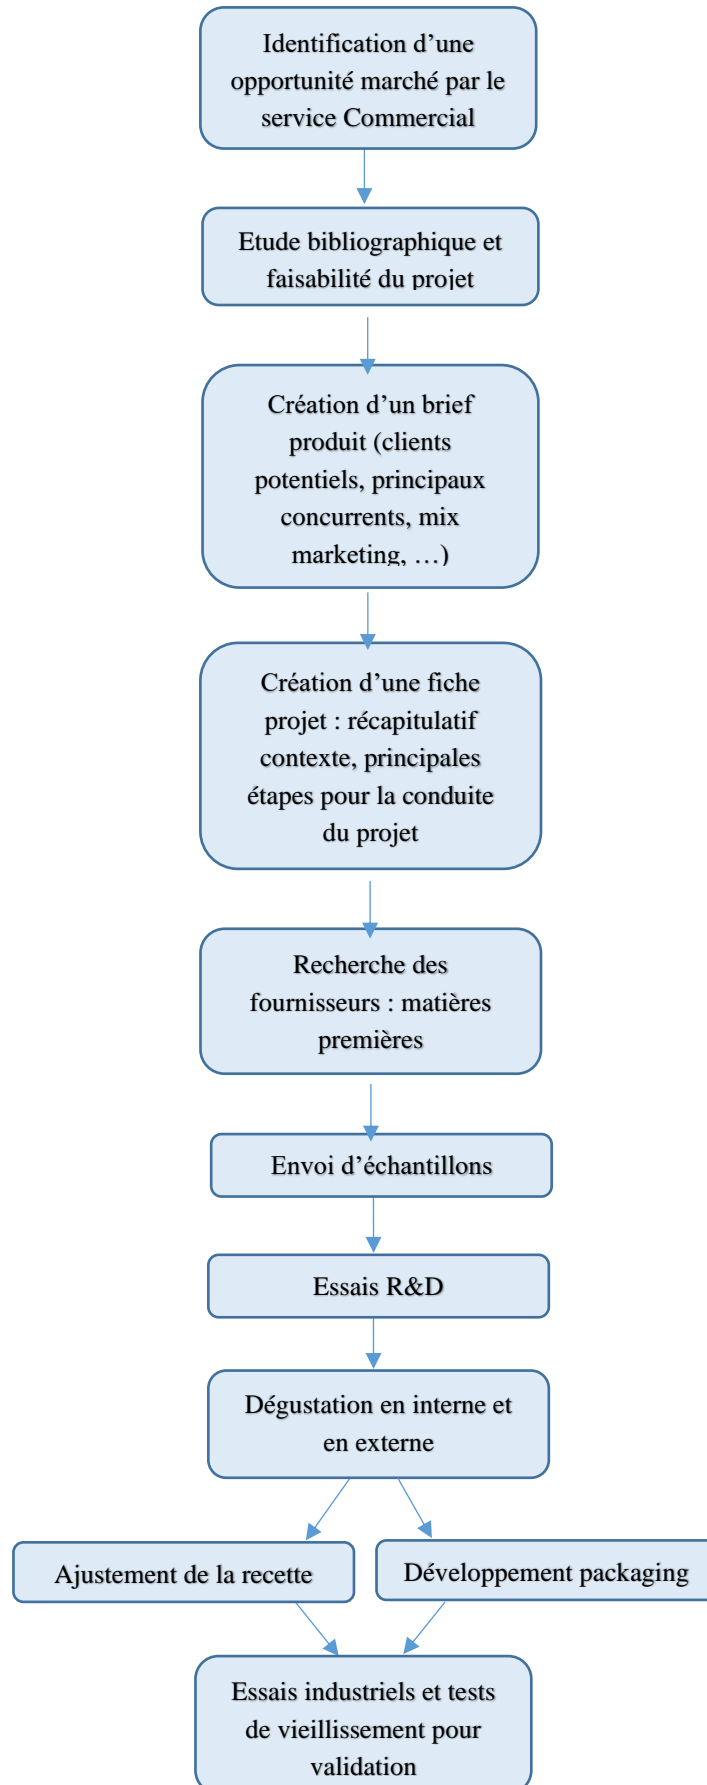 Identification d’une
opportunité marché par le
service Commercial
Etude bibliographique et
faisabilité du projet
Création d’un brief
produit (clients
potentiels, principaux
concurrents, mix
marketing, …)
Création d’une fiche
projet : récapitulatif
contexte, principales
étapes pour la conduite
du projet
Recherche des
fournisseurs : matières
premières
Envoi d’échantillons
Essais R&D
Dégustation en interne et
en externe
Ajustement de la recette
Développement packaging
Essais industriels et tests
de vieillissement pour
validation